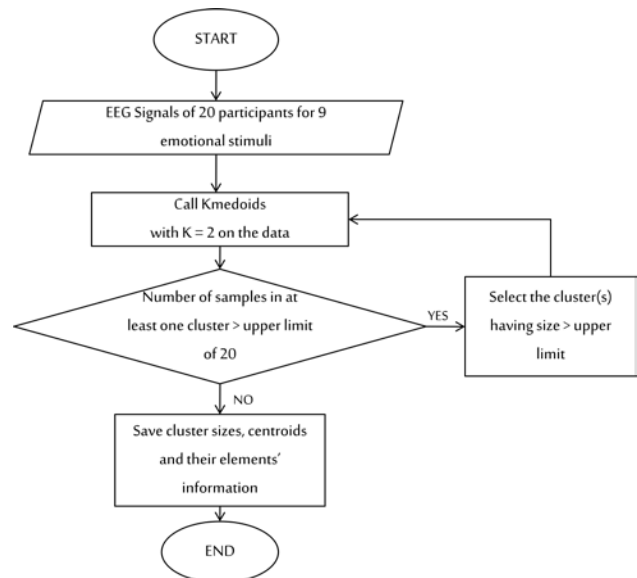 START
EEG Signals of 20 participants for 9
emotional stimuli
Call Kmedoids
with K = 2 on the data
Number of samples in at
least one cluster > upper limit
of 20
YES
Select the cluster(s)
having size > upper
limit
NO
Save cluster sizes, centroids
and their elements'
information
END